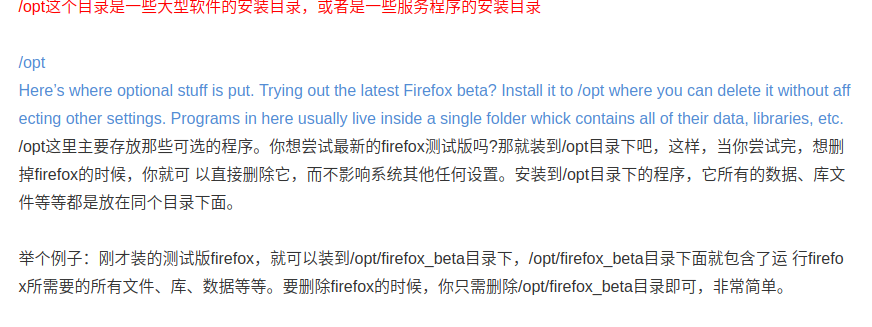 /opt这个目录是一些大型软件的安装目录，或者是一些服务程序的安装目录
/opt
Here’s where optional stuff is put. Trying out the latest Firefox beta? Install it to /opt where you can delete it without aff
ecting other settings. Programs in here usually live inside a single folder whick contains all of their data, libraries, etc.
/opt这里主要存放那些可选的程序。你想尝试最新的firefox测试版吗?那就装到/opt目录下吧，这样，当你尝试完，想删
掉firefox的时候，你就可 以直接删除它，而不影响系统其他任何设置。安装到/opt目录下的程序，它所有的数据、库文
件等等都是放在同个目录下面。
举个例子：刚才装的测试版firefox，就可以装到/opt/firefox_beta目录下，/opt/firefox_beta目录下面就包含了运 行firefo
x所需要的所有文件、库、数据等等。要删除firefox的时候，你只需删除/opt/firefox_beta目录即可，非常简单。